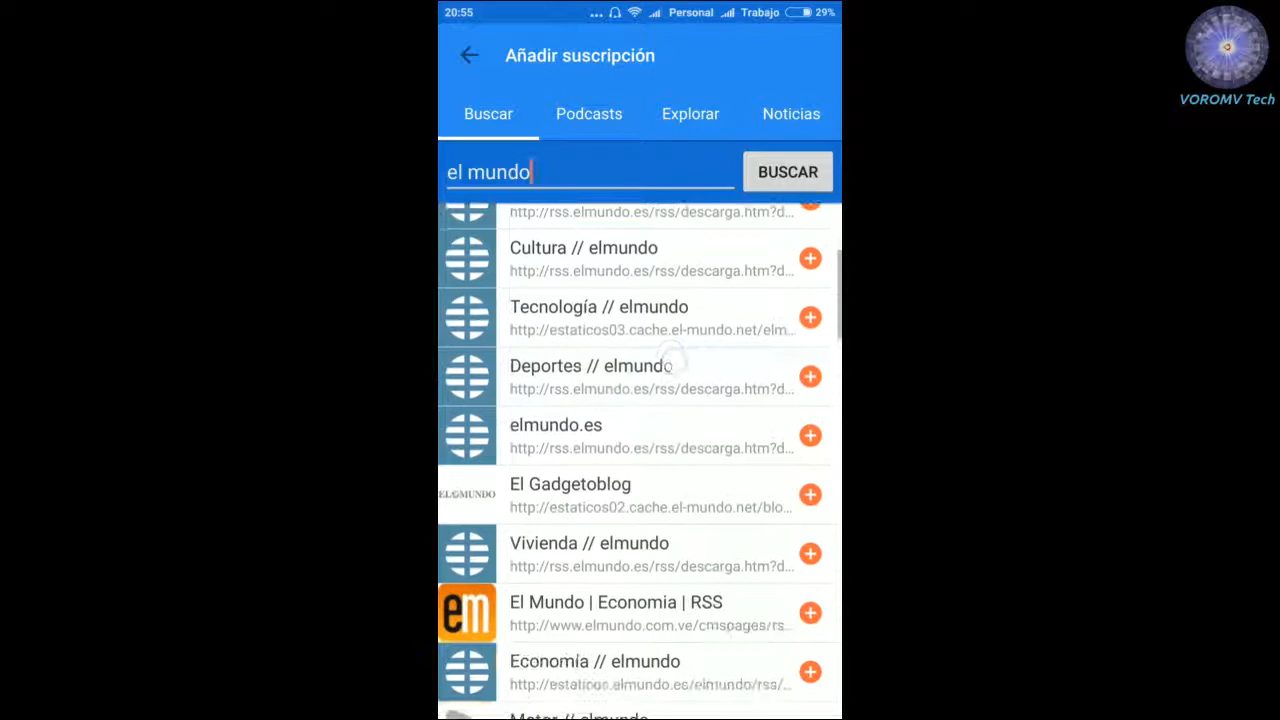 20:55
... Personal Trabajo 29%
VOROMV Tech
Añadir suscripción
Buscar Podcasts Explorar Noticias
el mundo BUSCAR
http://rss.elmundo.es/rss/descarga.htm?d...
Cultura // elmundo
http://rss.elmundo.es/rss/descarga.htm?d...
Tecnología // elmundo
http://estaticos03.cache.el-mundo.net/elm...
Deportes // elmundo
http://rss.elmundo.es/rss/descarga.htm?d...
elmundo.es
http://rss.elmundo.es/rss/descarga.htm?d...
El Gadgetoblog
EL MUNDO
http://estaticos02.cache.el-mundo.net/blo...
Vivienda // elmundo
http://rss.elmundo.es/rss/descarga.htm?d...
em
El Mundo | Economia | RSS
http://www.elmundo.com.ve/cmspages/rs...
Economía // elmundo
http://estaticos.elmundo.es/elmundo/rss/...
Motor // elmundo